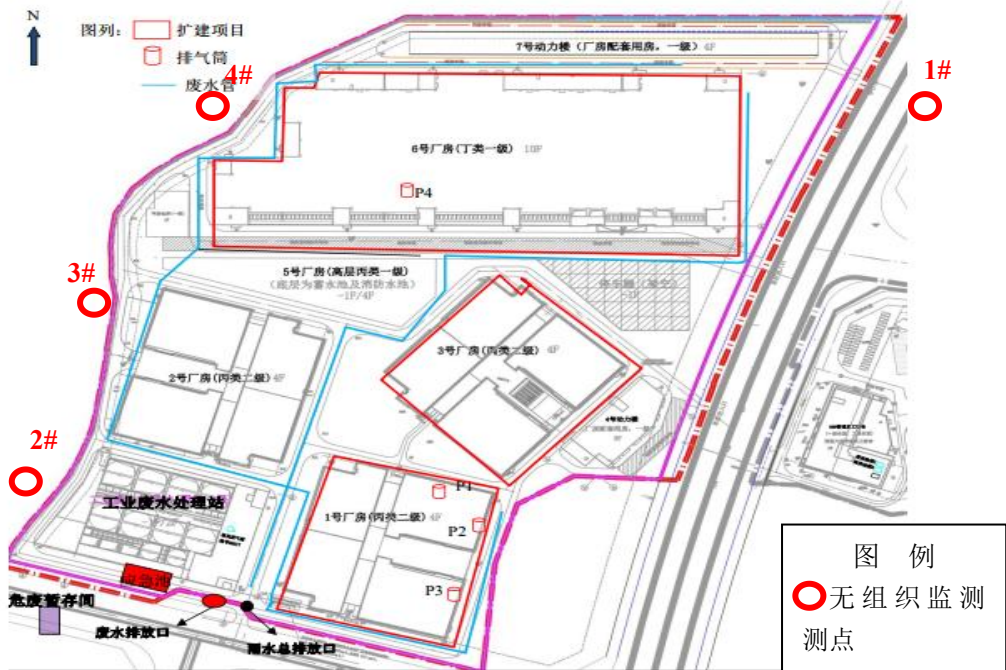 N
图列：
扩建项目
排气筒
废水管
7号动力楼（厂房配套用房。一级）4F
4#
1#
6号厂房(丁类一级) 10F
P4
3#
5号厂房(高层丙类一级)
(底层为蓄水池及消防水池)
-1F/4F
3号厂房(丙类二级) 4F
2号厂房(丙类二级)4F
4号动力楼
2#
工业废水处理站
1号厂房(丙类二级)4F
P1
P2
P3
应急池
危废暂存间
废水排放口
雨水总排放口
图 例
无组织监测
测点